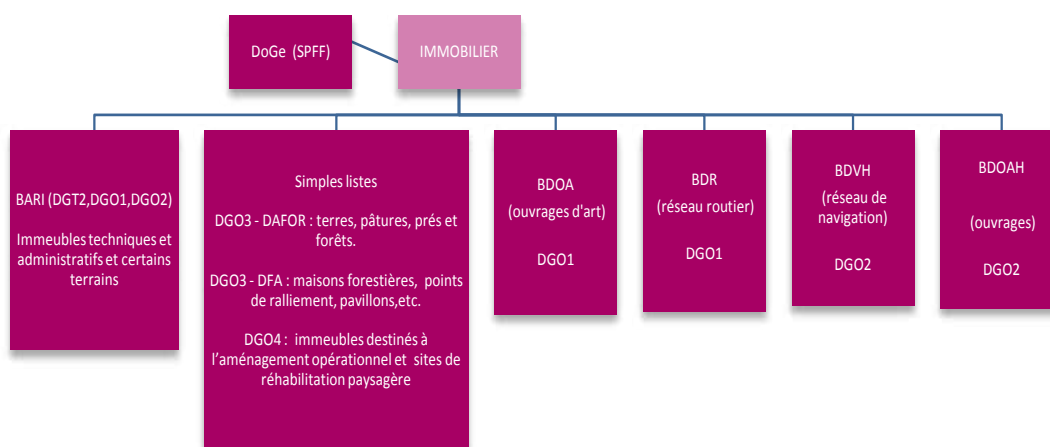 DoGe (SPFF)
IMMOBILIER
BARI (DGT2,DGO1,DGO2)
Immeubles techniques et
administratifs et certains
terrains
Simples listes
DGO3 - DAFOR : terres, pâtures, prés et
forêts.
DGO3 - DFA : maisons forestières, points
de ralliement, pavillons,etc.
DGO4 : immeubles destinés à
l’aménagement opérationnel et sites de
réhabilitation paysagère
BDOA
(ouvrages d'art)
DGO1
BDR
(réseau routier)
DGO1
BDVH
(réseau de
navigation)
DGO2
BDOAH
(ouvrages)
DGO2